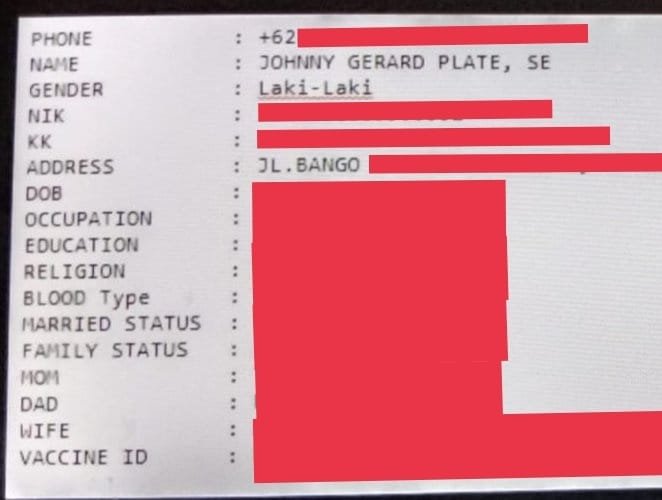 PHONE : +62
NAME : JOHNNY GERARD PLATE, SE
GENDER : Laki-Laki
NIK :
KK :
ADDRESS : JL.BANGO
DOB :
OCCUPATION :
EDUCATION :
RELIGION :
BLOOD Type :
MARRIED STATUS :
FAMILY STATUS :
MOM :
DAD :
WIFE :
VACCINE ID :